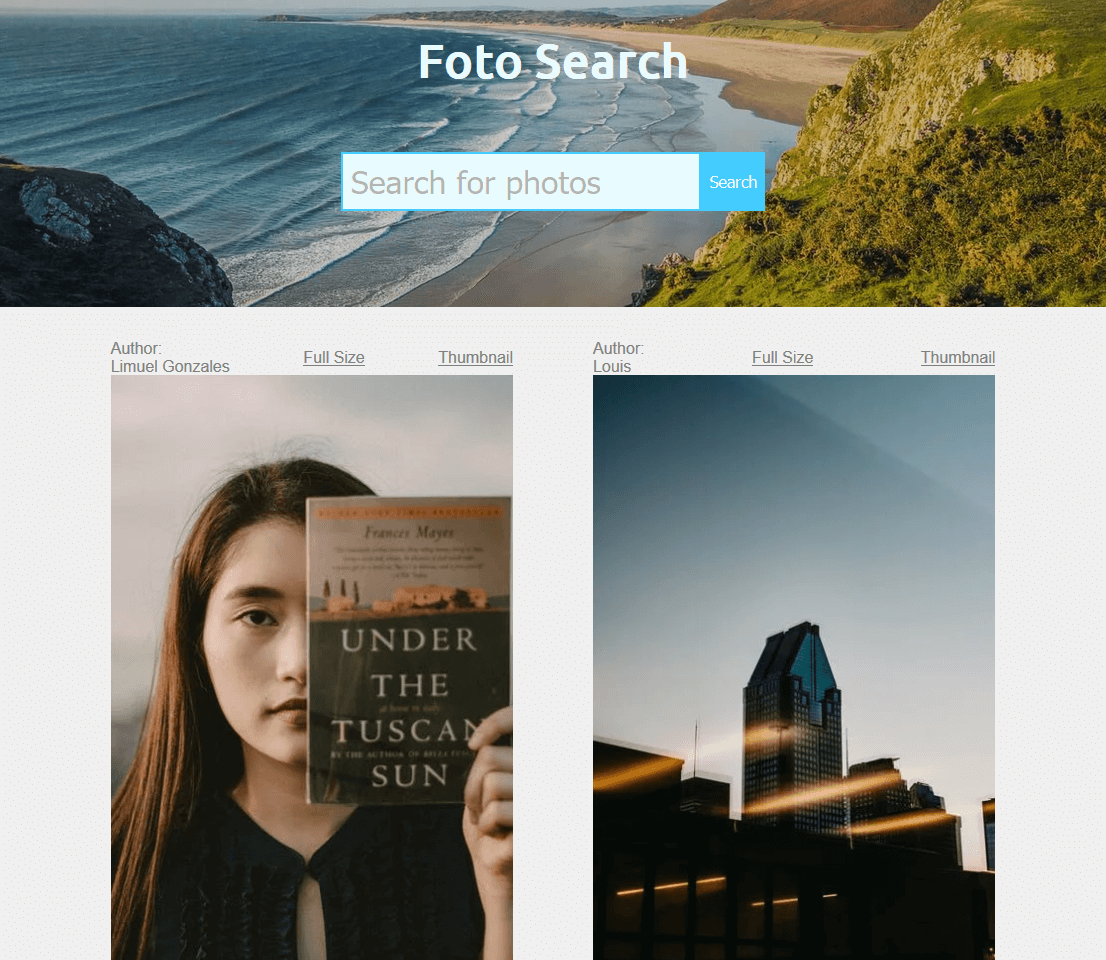 Foto Search
Search for photos
Search
Author:
Limuel Gonzales
Full Size
Thumbnail
Author:
Louis
Full Size
Thumbnail
Frances Mayes
UNDER
THE
TUSCAN
SUN